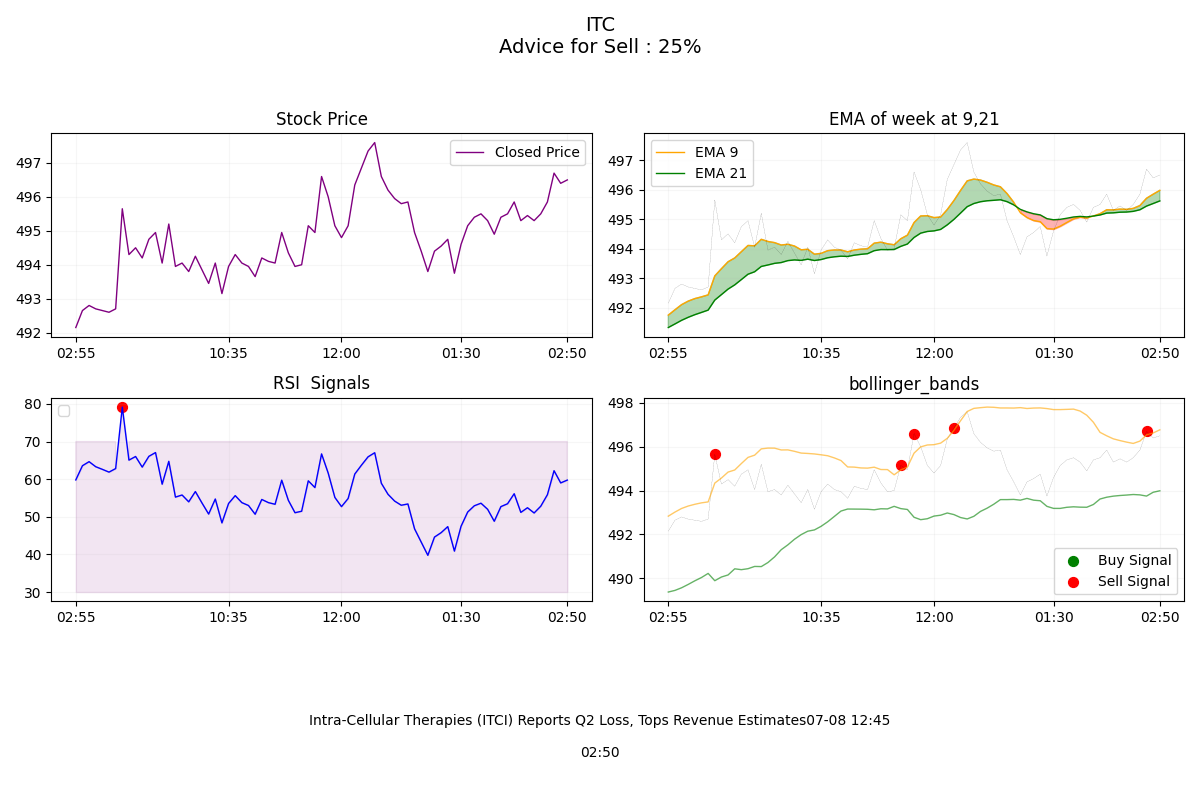 ITC
Advice for Sell : 25%
Stock Price
Closed Price
497
496
495
494
493
492
02:55 10:35 12:00 01:30 02:50
EMA of week at 9,21
EMA 9
EMA 21
497
496
495
494
493
492
02:55 10:35 12:00 01:30 02:50
RSI  Signals
80
70
60
50
40
30
02:55 10:35 12:00 01:30 02:50
bollinger_bands
498
496
494
492
490
Buy Signal
Sell Signal
02:55 10:35 12:00 01:30 02:50
Intra-Cellular Therapies (ITCI) Reports Q2 Loss, Tops Revenue Estimates07-08 12:45
02:50